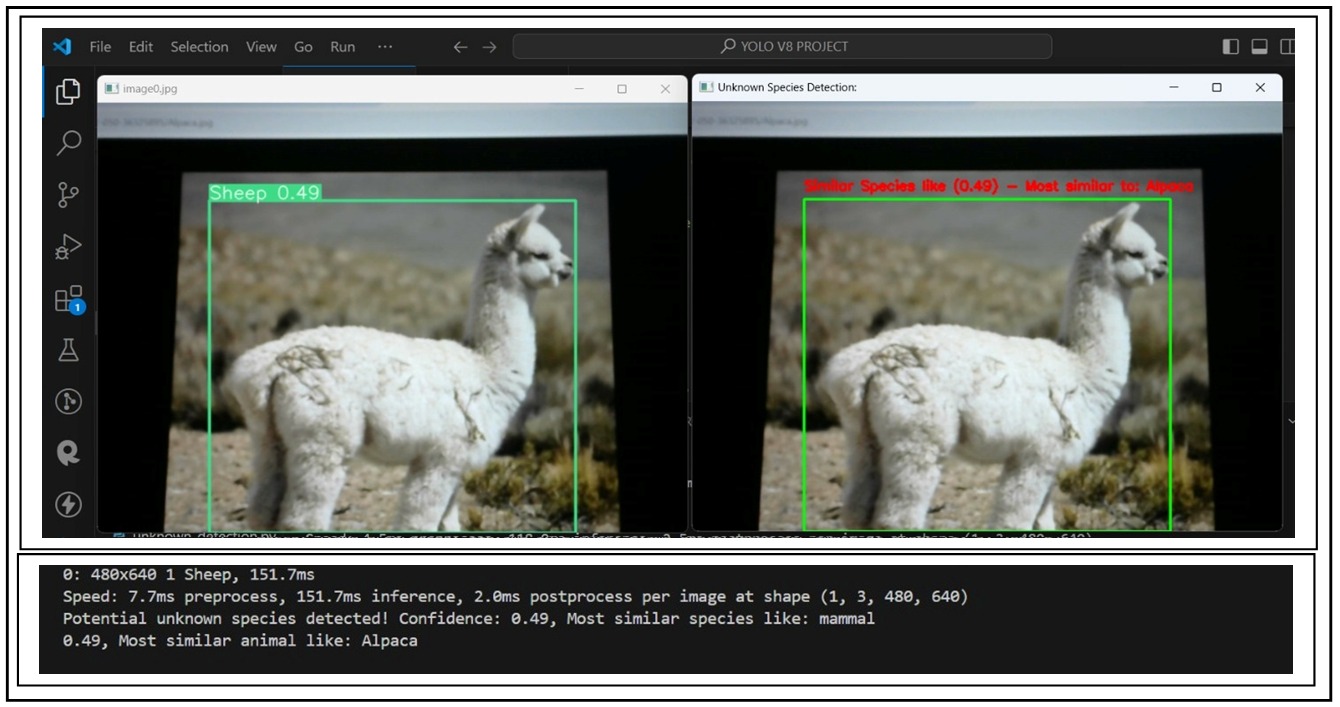 File Edit Selection View Go Run ··· ← → YOLO V8 PROJECT
image0.jpg
Unknown Species Detection:
Sheep 0.49
Similar Species like (0.49) - Most similar to: Alpaca
1
0: 480x640 1 Sheep, 151.7ms
Speed: 7.7ms preprocess, 151.7ms inference, 2.0ms postprocess per image at shape (1, 3, 480, 640)
Potential unknown species detected! Confidence: 0.49, Most similar species like: mammal
0.49, Most similar animal like: Alpaca